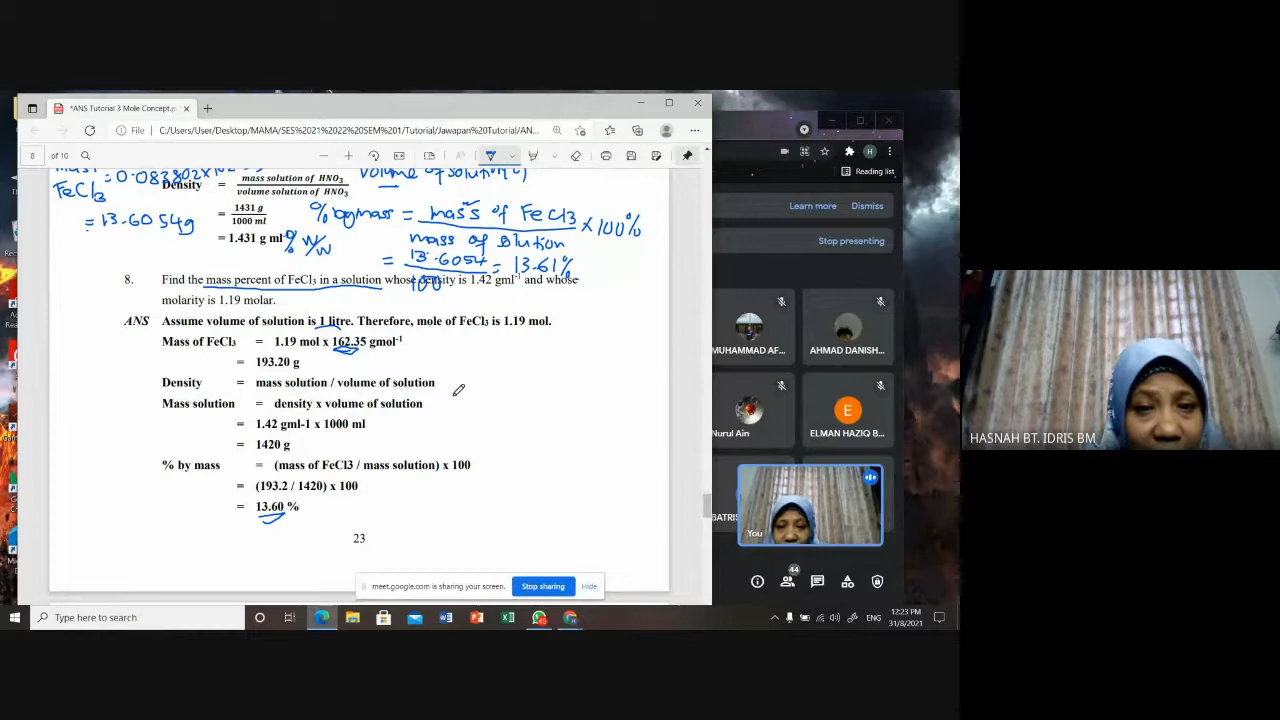 *ANS Tutorial 3 Mole Concept.p
File C:/Users/User/Desktop/MAMA/SES%2021%2022%20SEM%201/Tutorial/Jawapan%20Tutorial/AN...
8 of 10
H
Reading list
Learn more Dismiss
Stop presenting
= 0.083802
FeCl3
= 13.6054g
volume of solution
Density = mass solution of HNO3
volume solution of HNO3
= 1431 g
1000 ml
= 1.431 g ml-1
% w/w
% by mass = mass of FeCl3 x 100%
mass of solution
= 13.6054 = 13.61%
100
8. Find the mass percent of FeCl3 in a solution whose density is 1.42 gml-1 and whose
molarity is 1.19 molar.
ANS Assume volume of solution is 1 litre. Therefore, mole of FeCl3 is 1.19 mol.
Mass of FeCl3 = 1.19 mol x 162.35 gmol-1
= 193.20 g
Density = mass solution / volume of solution
Mass solution = density x volume of solution
= 1.42 gml-1 x 1000 ml
= 1420 g
% by mass = (mass of FeCl3 / mass solution) x 100
= (193.2 / 1420) x 100
= 13.60 %
23
MUHAMMAD AF...
AHMAD DANISH...
Nurul Ain
E
ELMAN HAZIQ B...
BATRIS
You
HASNAH BT. IDRIS BM
44
meet.google.com is sharing your screen. Stop sharing Hide
Type here to search
45
ENG
12:23 PM
31/8/2021